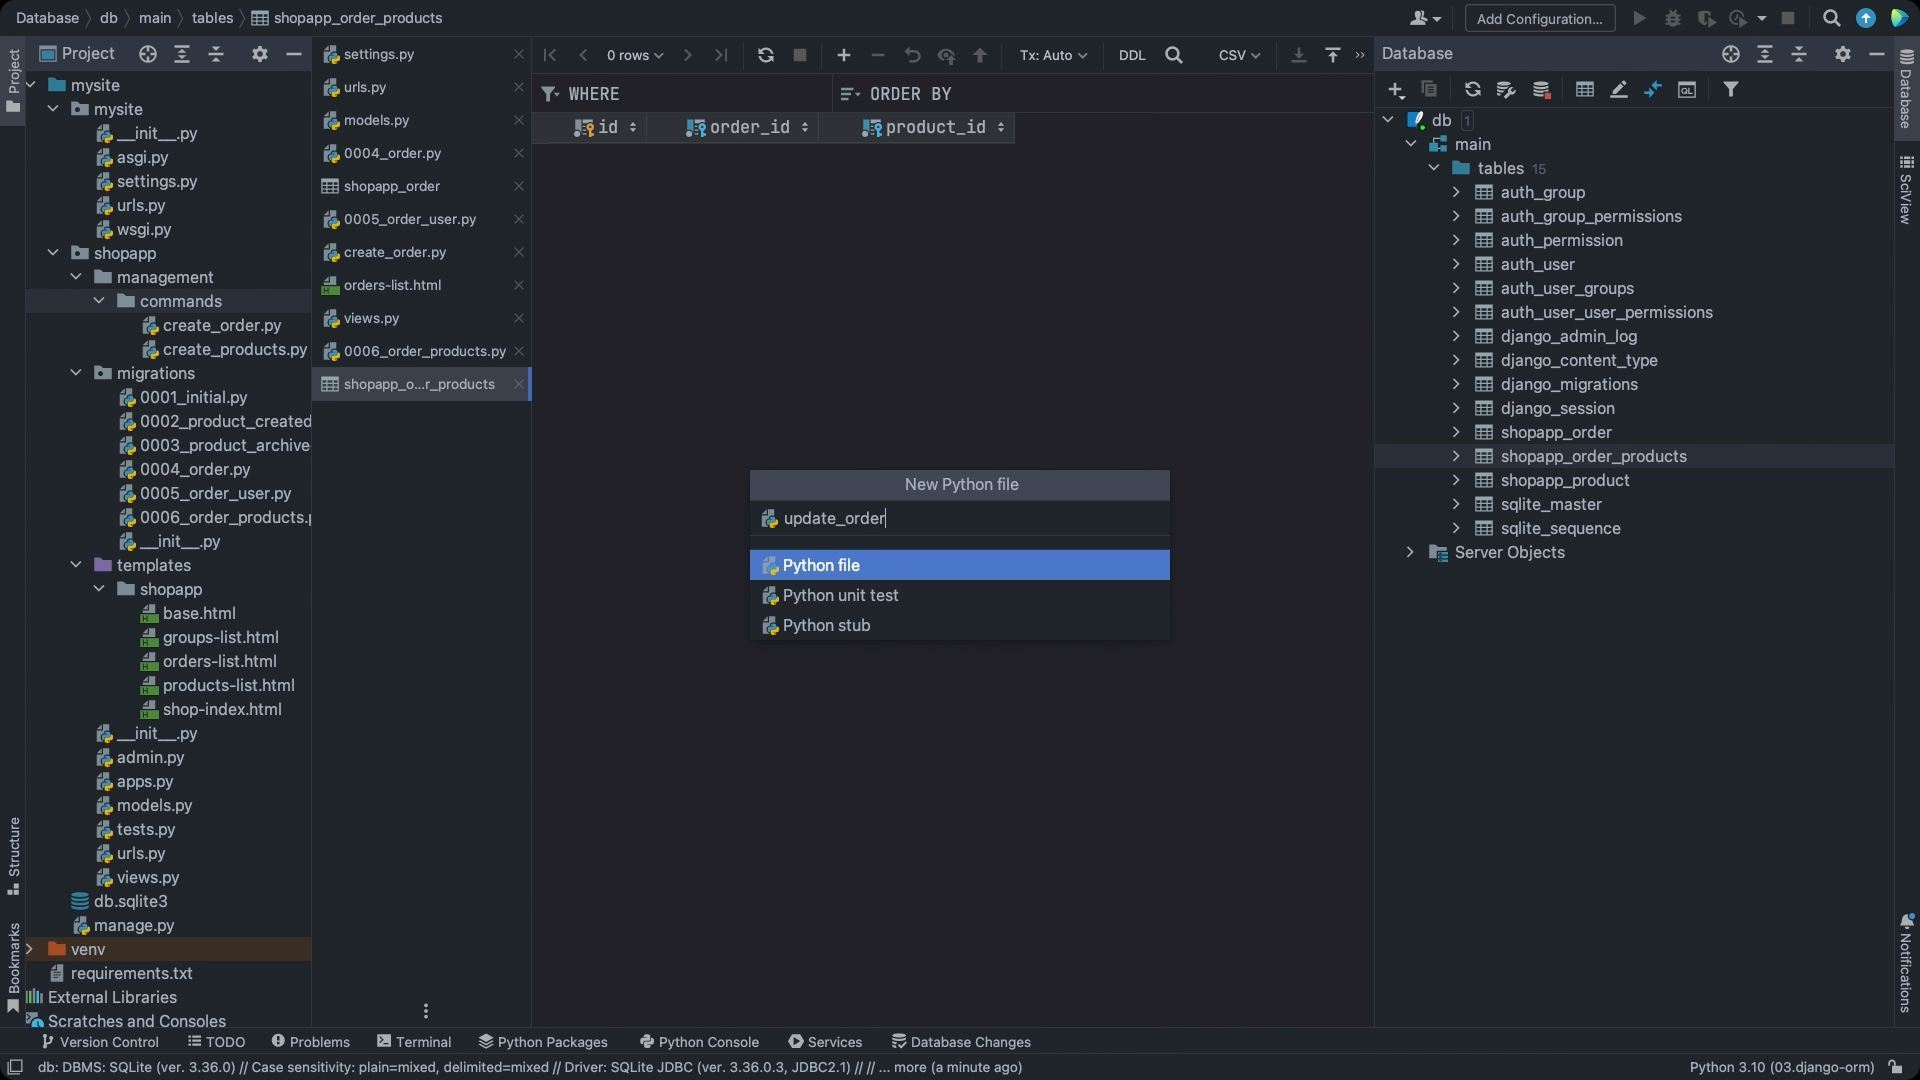 Database
db
main
tables
shopapp_order_products
Add Configuration...
Project
Project
mysite
mysite
__init__.py
asgi.py
settings.py
urls.py
wsgi.py
shopapp
management
commands
create_order.py
create_products.py
migrations
0001_initial.py
0002_product_created
0003_product_archive
0004_order.py
0005_order_user.py
0006_order_products.p
__init__.py
templates
shopapp
base.html
groups-list.html
orders-list.html
products-list.html
shop-index.html
__init__.py
admin.py
apps.py
models.py
tests.py
urls.py
views.py
db.sqlite3
manage.py
venv
requirements.txt
External Libraries
Scratches and Consoles
Structure
Bookmarks
settings.py
urls.py
models.py
0004_order.py
shopapp_order
0005_order_user.py
create_order.py
orders-list.html
views.py
0006_order_products.py
shopapp_o...r_products
0 rows
Tx: Auto
DDL
CSV
WHERE
ORDER BY
id
order_id
product_id
New Python file
update_order
Python file
Python unit test
Python stub
Database
QL
db 1
main
tables 15
auth_group
auth_group_permissions
auth_permission
auth_user
auth_user_groups
auth_user_user_permissions
django_admin_log
django_content_type
django_migrations
django_session
shopapp_order
shopapp_order_products
shopapp_product
sqlite_master
sqlite_sequence
Server Objects
Database
SciView
Notifications
Version Control
TODO
Problems
Terminal
Python Packages
Python Console
Services
Database Changes
db: DBMS: SQLite (ver. 3.36.0) // Case sensitivity: plain=mixed, delimited=mixed // Driver: SQLite JDBC (ver. 3.36.0.3, JDBC2.1) // // ... more (a minute ago)
Python 3.10 (03.django-orm)